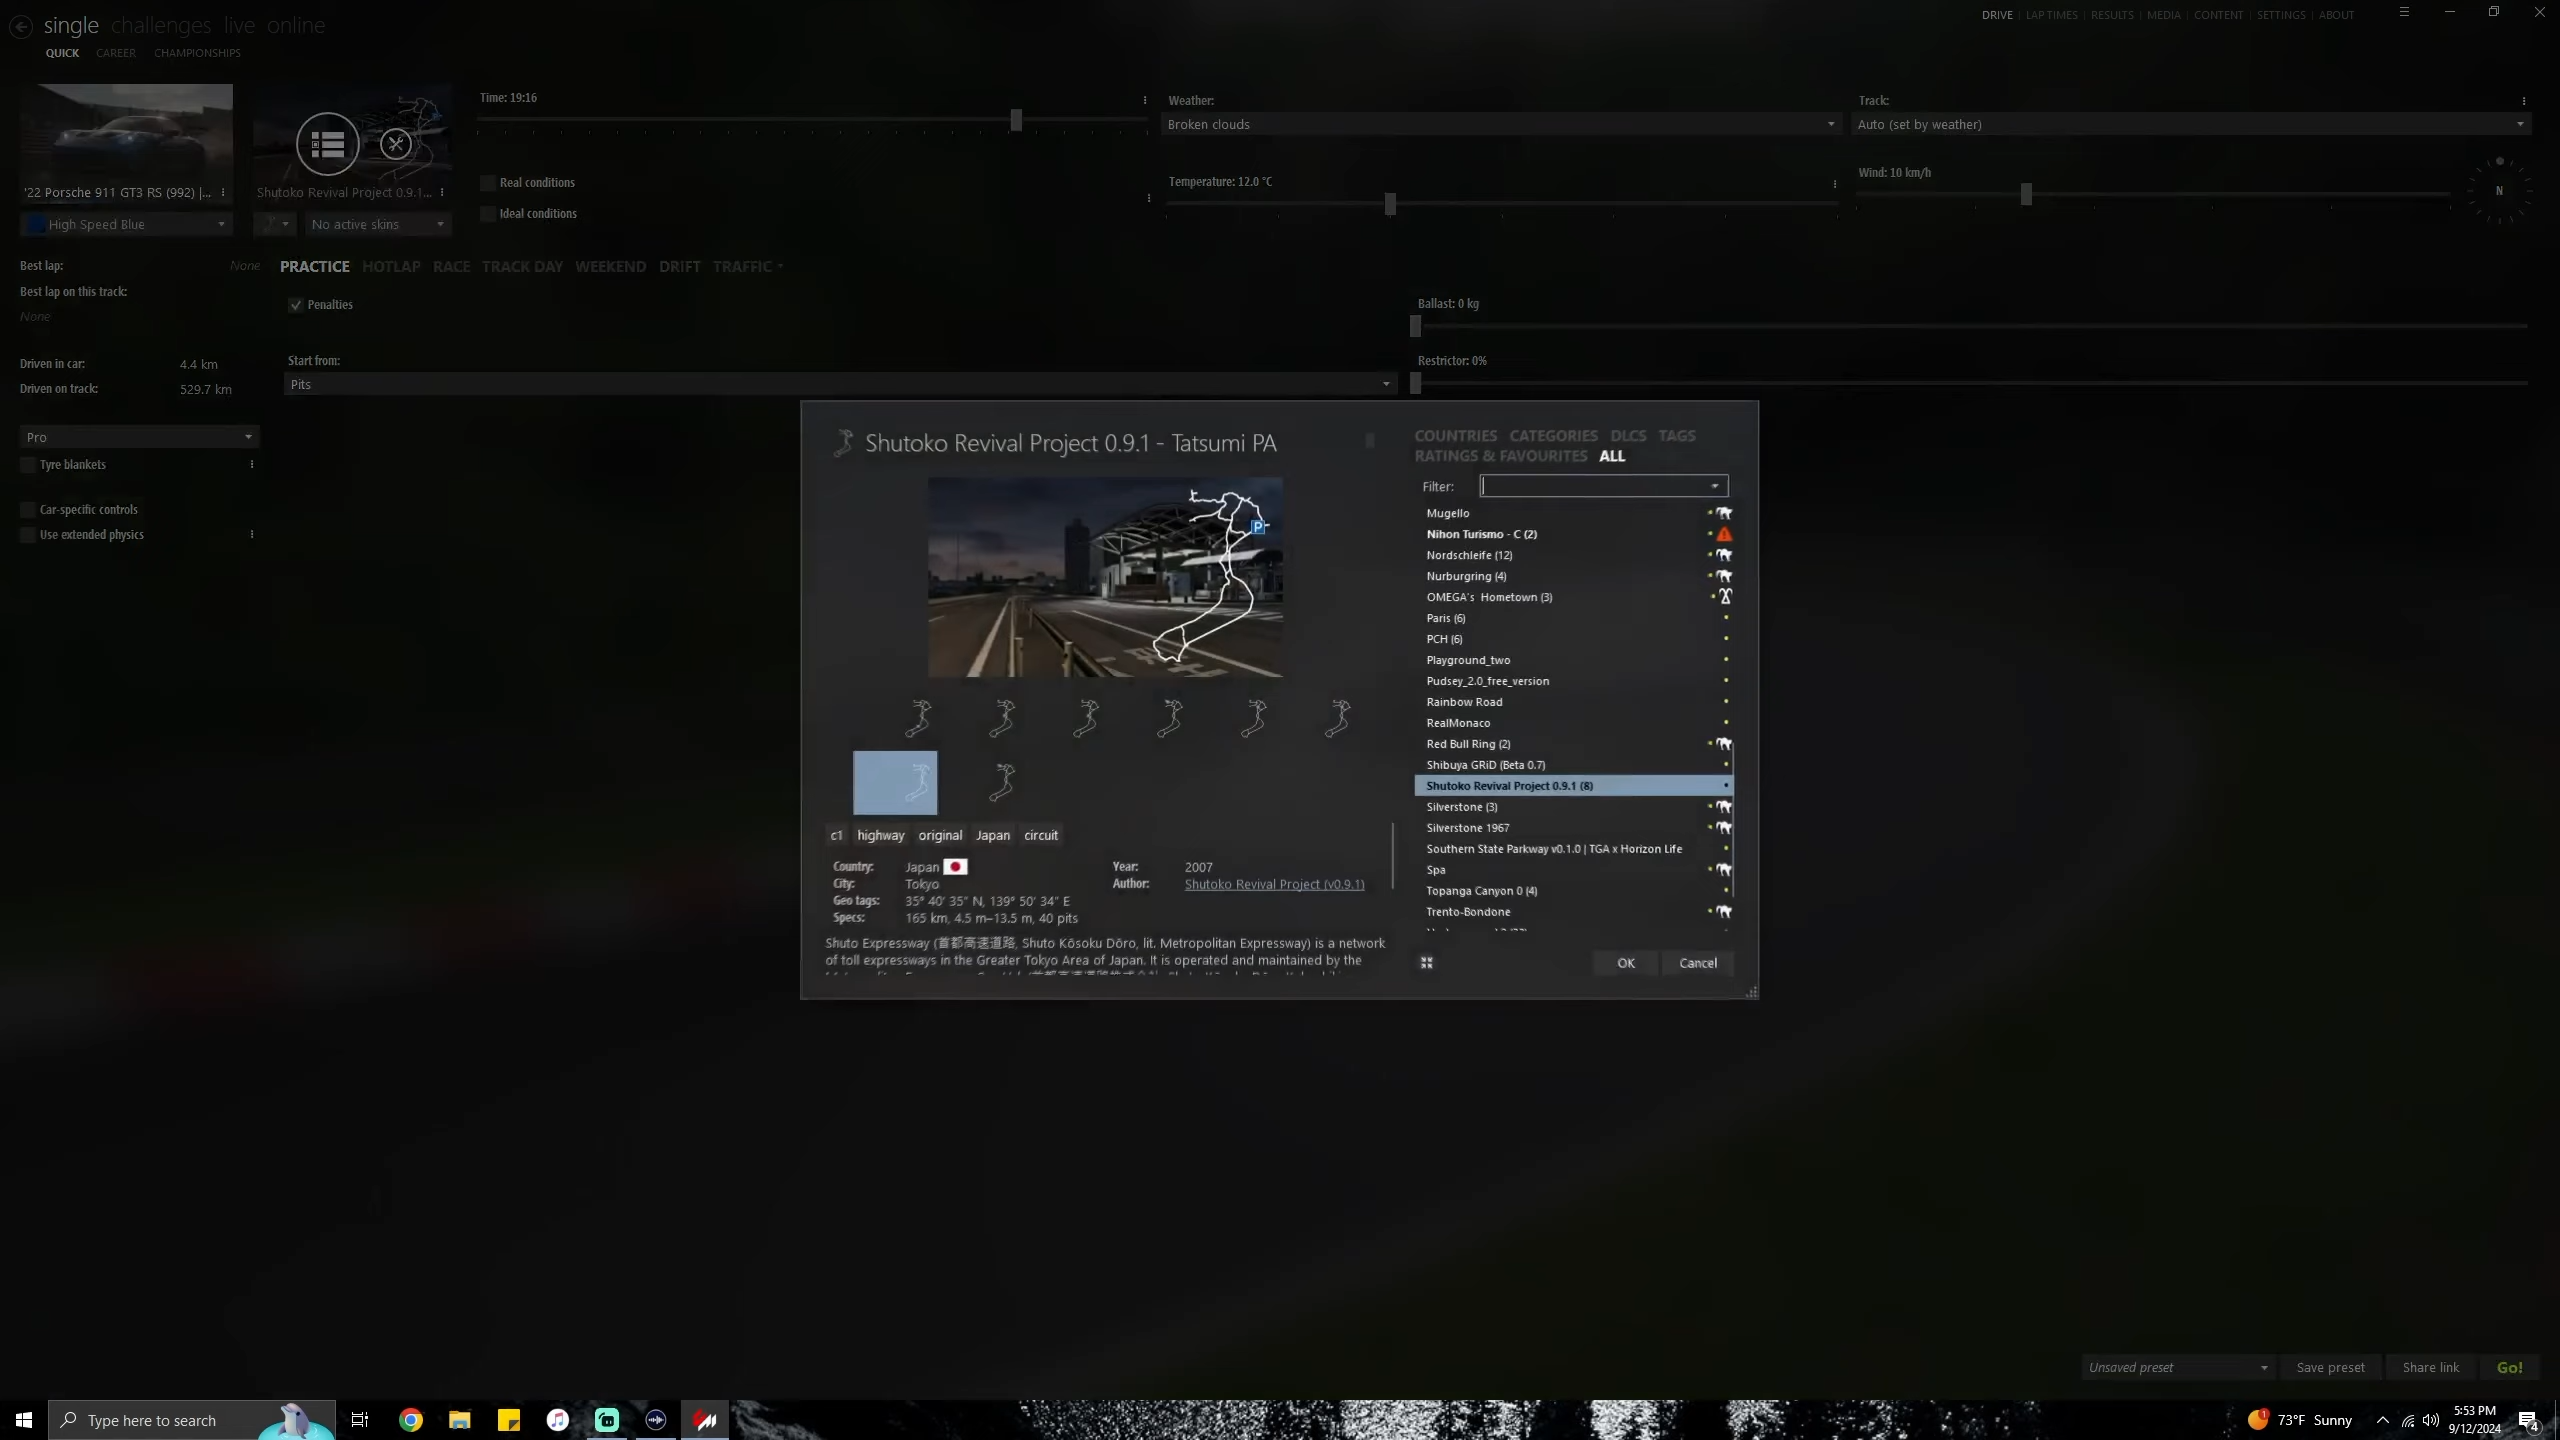 single challenges live online
DRIVE | LAP TIMES | RESULTS | MEDIA | CONTENT | SETTINGS | ABOUT
QUICK CAREER CHAMPIONSHIPS
Time: 19:16
Weather:
Broken clouds
Track:
Auto (set by weather)
'22 Porsche 911 GT3 RS (992) |...
Shutoko Revival Project 0.9.1...
High Speed Blue
No active skins
Real conditions
Ideal conditions
Temperature: 12.0 °C
Wind: 10 km/h
N
Best lap: None
Best lap on this track:
None
PRACTICE HOTLAP RACE TRACK DAY WEEKEND DRIFT TRAFFIC
Penalties
Ballast: 0 kg
Driven in car: 4.4 km
Driven on track: 529.7 km
Start from:
Pits
Restrictor: 0%
Pro
Tyre blankets
Car-specific controls
Use extended physics
Shutoko Revival Project 0.9.1 - Tatsumi PA
P
c1 highway original Japan circuit
Country: Japan
City: Tokyo
Geo tags: 35° 40' 35" N, 139° 50' 34" E
Specs: 165 km, 4.5 m–13.5 m, 40 pits
Year: 2007
Author: Shutoko Revival Project (v0.9.1)
Shuto Expressway (首都高速道路, Shuto Kōsoku Dōro, lit. Metropolitan Expressway) is a network
of toll expressways in the Greater Tokyo Area of Japan. It is operated and maintained by the
COUNTRIES CATEGORIES DLCS TAGS
RATINGS & FAVOURITES ALL
Filter:
Mugello
Nihon Turismo - C (2)
Nordschleife (12)
Nurburgring (4)
OMEGA's Hometown (3)
Paris (6)
PCH (6)
Playground_two
Pudsey_2.0_free_version
Rainbow Road
RealMonaco
Red Bull Ring (2)
Shibuya GRiD (Beta 0.7)
Shutoko Revival Project 0.9.1 (8)
Silverstone (3)
Silverstone 1967
Southern State Parkway v0.1.0 | TGA x Horizon Life
Spa
Topanga Canyon 0 (4)
Trento-Bondone
OK Cancel
Unsaved preset Save preset Share link Go!
Type here to search
1
73°F Sunny
5:53 PM
9/12/2024
4